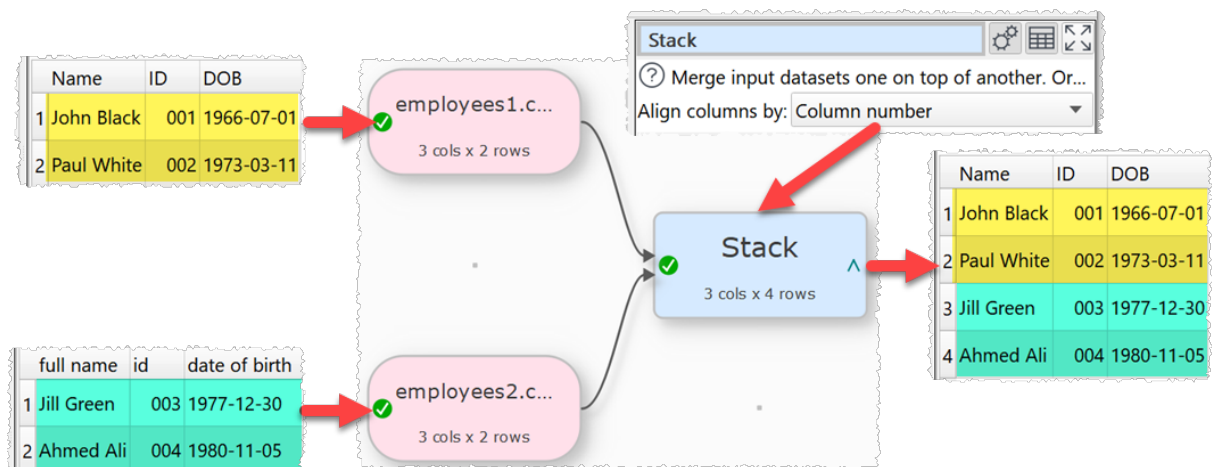 Stack
Merge input datasets one on top of another. Or...
Align columns by: Column number
Name ID DOB
1 John Black 001 1966-07-01
2 Paul White 002 1973-03-11
employees1.c...
3 cols x 2 rows
Stack
3 cols x 4 rows
Name ID DOB
1 John Black 001 1966-07-01
2 Paul White 002 1973-03-11
3 Jill Green 003 1977-12-30
4 Ahmed Ali 004 1980-11-05
full name id date of birth
1 Jill Green 003 1977-12-30
2 Ahmed Ali 004 1980-11-05
employees2.c...
3 cols x 2 rows